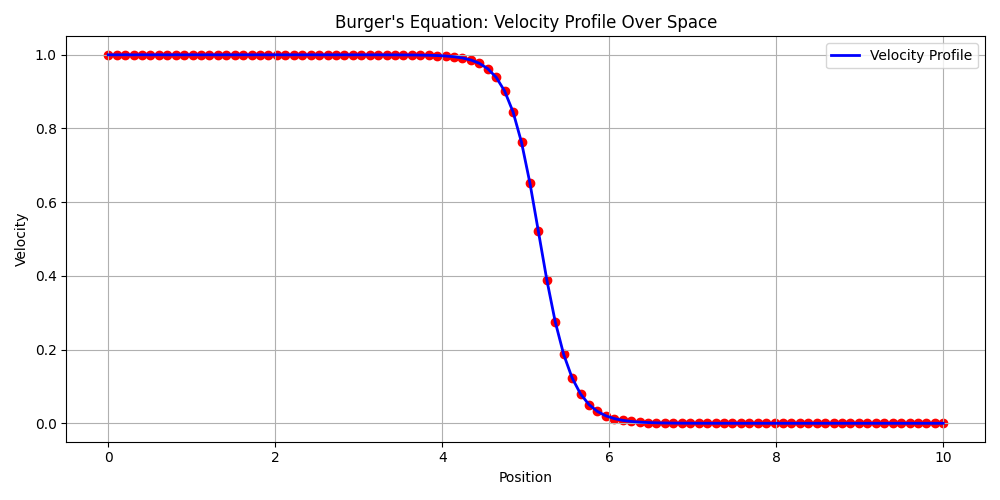 Burger's Equation: Velocity Profile Over Space
Velocity Profile
Velocity
1.0
0.8
0.6
0.4
0.2
0.0
0 2 4 6 8 10
Position